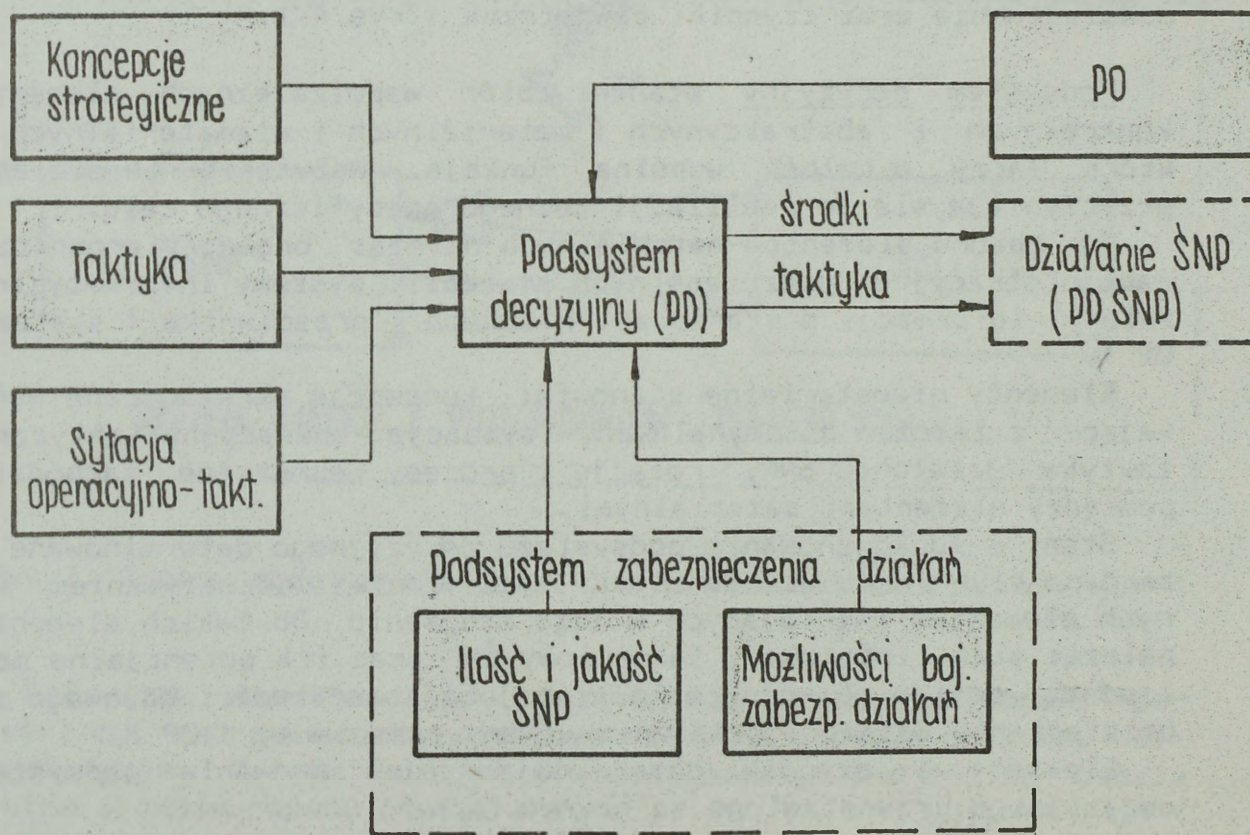 Koncepcje
strategiczne
PO
Taktyka
Podsystem
decyzyjny (PD)
środki
taktyka
Działanie ŚNP
(PD ŚNP)
Sytacja
operacyjno-takt.
Podsystem zabezpieczenia działań
Ilość i jakość
ŚNP
Możliwości boj.
zabezp. działań